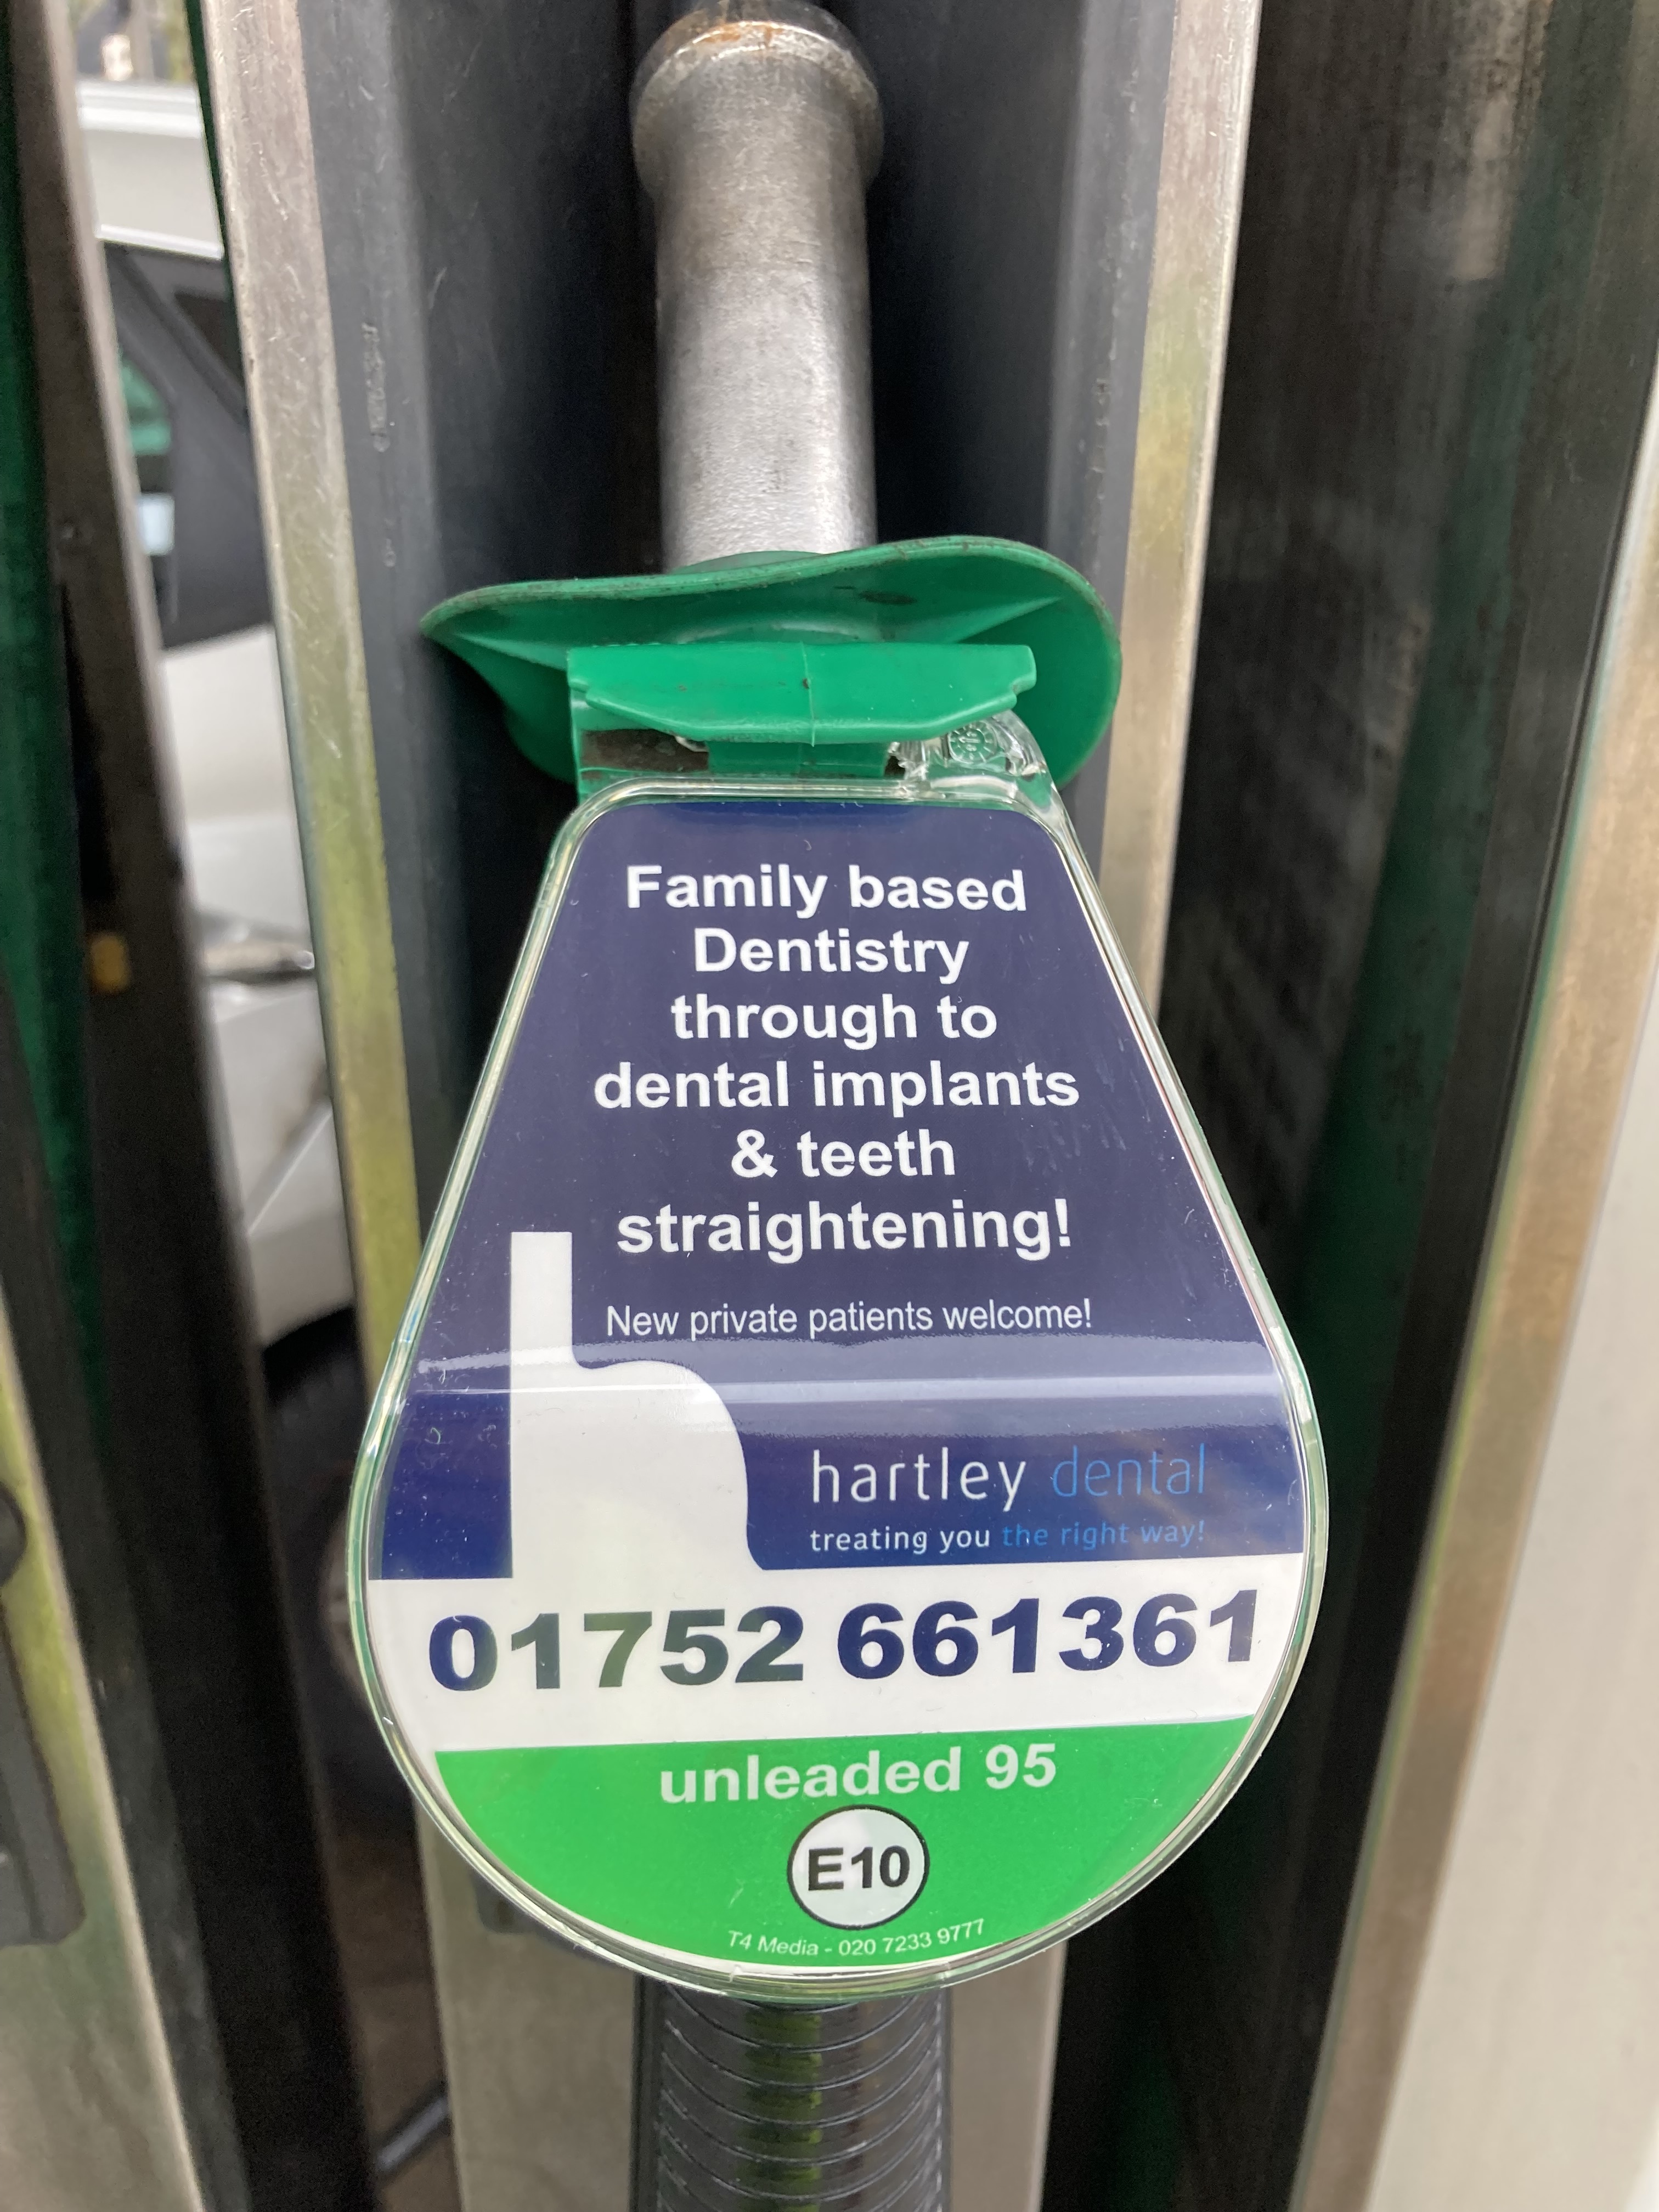 Family based
Dentistry
through to
dental implants
& teeth
straightening!
New private patients welcome!
hartley dental
treating you the right way!
01752 661361
unleaded 95
E10
T4 Media - 020 7233 9777